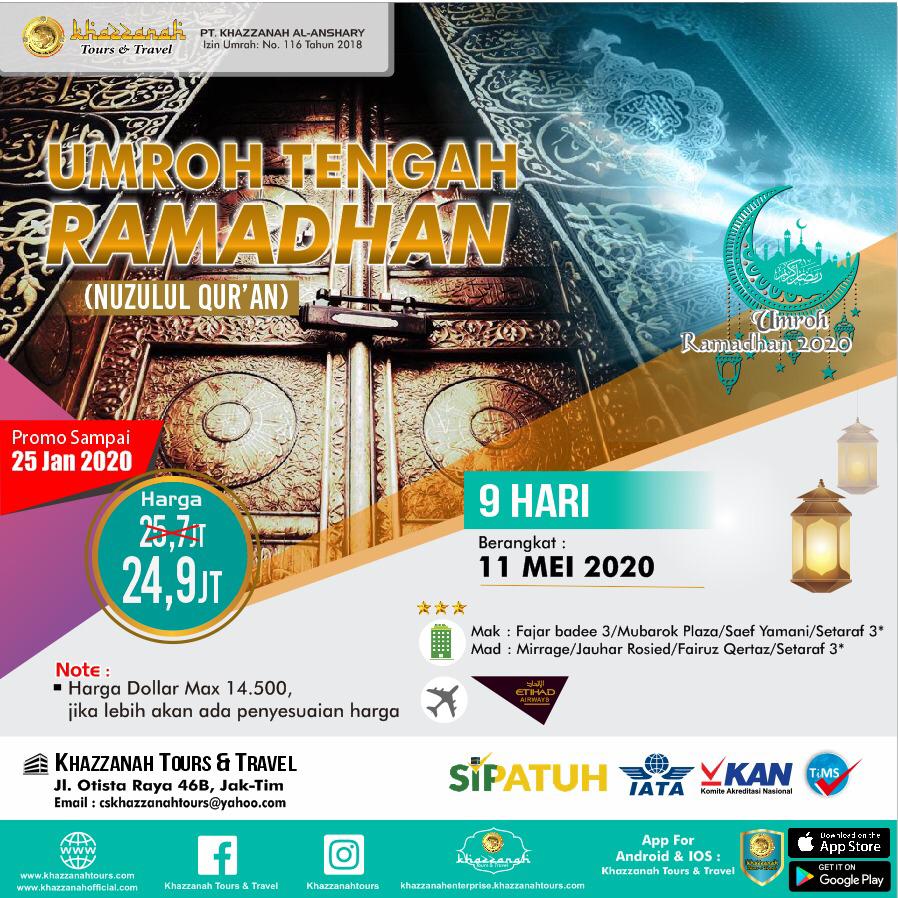 khazzanah
Tours & Travel
PT. KHAZZANAH AL-ANSHARY
Izin Umrah: No. 116 Tahun 2018
UMROH TENGAH
RAMADHAN
(NUZULUL QUR'AN)
Umroh
Ramadhan 2020
Promo Sampai
25 Jan 2020
Harga
25,7JT
24,9JT
9 HARI
Berangkat :
11 MEI 2020
Mak : Fajar badee 3/Mubarok Plaza/Saef Yamani/Setaraf 3*
Mad : Mirrage/Jauhar Rosied/Fairuz Qertaz/Setaraf 3*
Note :
Harga Dollar Max 14.500,
jika lebih akan ada penyesuaian harga
الإتحاد
ETIHAD
AIRWAYS
KHAZZANAH TOURS & TRAVEL
Jl. Otista Raya 46B, Jak-Tim
Email : cskhazzanahtours@yahoo.com
SIPATUH
IATA
KAN
Komite Akreditasi Nasional
TiMS
www
www.khazzanahtours.com
www.khazzanahofficial.com
Khazzanah Tours & Travel
Khazzanahtours
khazzanah
Tours & Travel
khazzanahenterprise.khazzanahtours.com
App For
Android & IOS :
Khazzanah Tours & Travel
Download on the
App Store
GET IT ON
Google Play